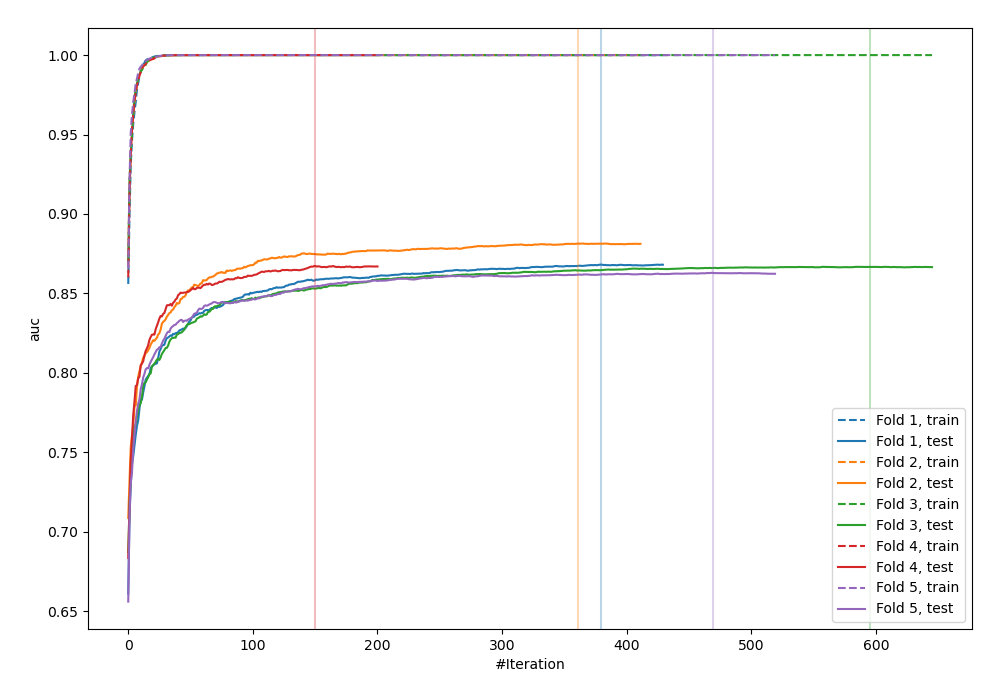 1.00
0.95
0.90
0.85
0.80
0.75
0.70
0.65
auc
0
100
200
300
400
500
600
#Iteration
Fold 1, train
Fold 1, test
Fold 2, train
Fold 2, test
Fold 3, train
Fold 3, test
Fold 4, train
Fold 4, test
Fold 5, train
Fold 5, test